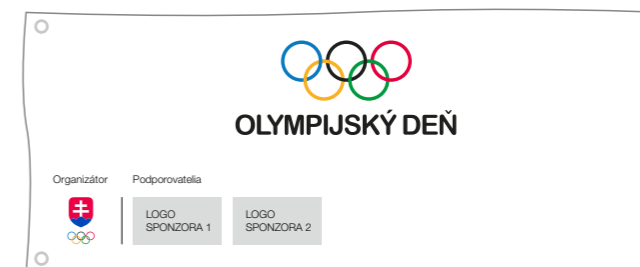 OLYMPIJSKÝ DEŇ
Organizátor
Podporovatelia
LOGO
SPONZORA 1
LOGO
SPONZORA 2